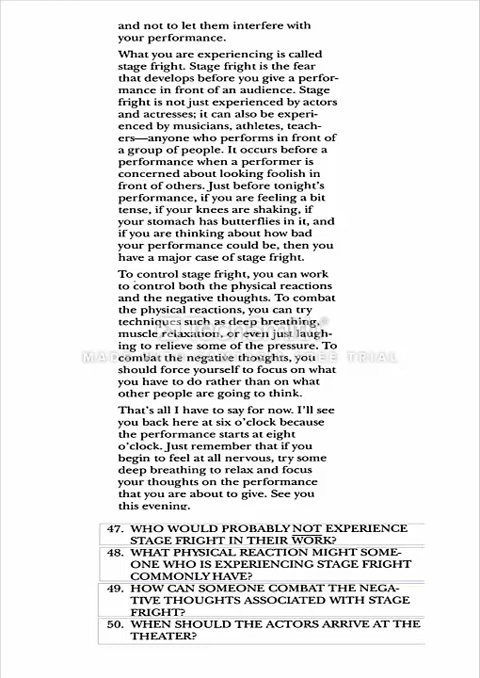 and not to let them interfere with
your performance.
What you are experiencing is called
stage fright. Stage fright is the fear
that develops before you give a perfor-
mance in front of an audience. Stage
fright is not just experienced by actors
and actresses; it can also be experi-
enced by musicians, athletes, teach-
ers—anyone who performs in front of
a group of people. It occurs before a
performance when a performer is
concerned about looking foolish in
front of others. Just before tonight's
performance, if you are feeling a bit
tense, if your knees are shaking, if
your stomach has butterflies in it, and
if you are thinking about how bad
your performance could be, then you
have a major case of stage fright.
To control stage fright, you can work
to control both the physical reactions
and the negative thoughts. To combat
the physical reactions, you can try
techniques such as deep breathing,
muscle relaxation, or even just laugh-
ing to relieve some of the pressure. To
combat the negative thoughts, you
should force yourself to focus on what
you have to do rather than on what
other people are going to think.
That's all I have to say for now. I'll see
you back here at six o'clock because
the performance starts at eight
o'clock. Just remember that if you
begin to feel at all nervous, try some
deep breathing to relax and focus
your thoughts on the performance
that you are about to give. See you
this evening.
47. WHO WOULD PROBABLY NOT EXPERIENCE
STAGE FRIGHT IN THEIR WORK?
48. WHAT PHYSICAL REACTION MIGHT SOME-
ONE WHO IS EXPERIENCING STAGE FRIGHT
COMMONLY HAVE?
49. HOW CAN SOMEONE COMBAT THE NEGA-
TIVE THOUGHTS ASSOCIATED WITH STAGE
FRIGHT?
50. WHEN SHOULD THE ACTORS ARRIVE AT THE
THEATER?